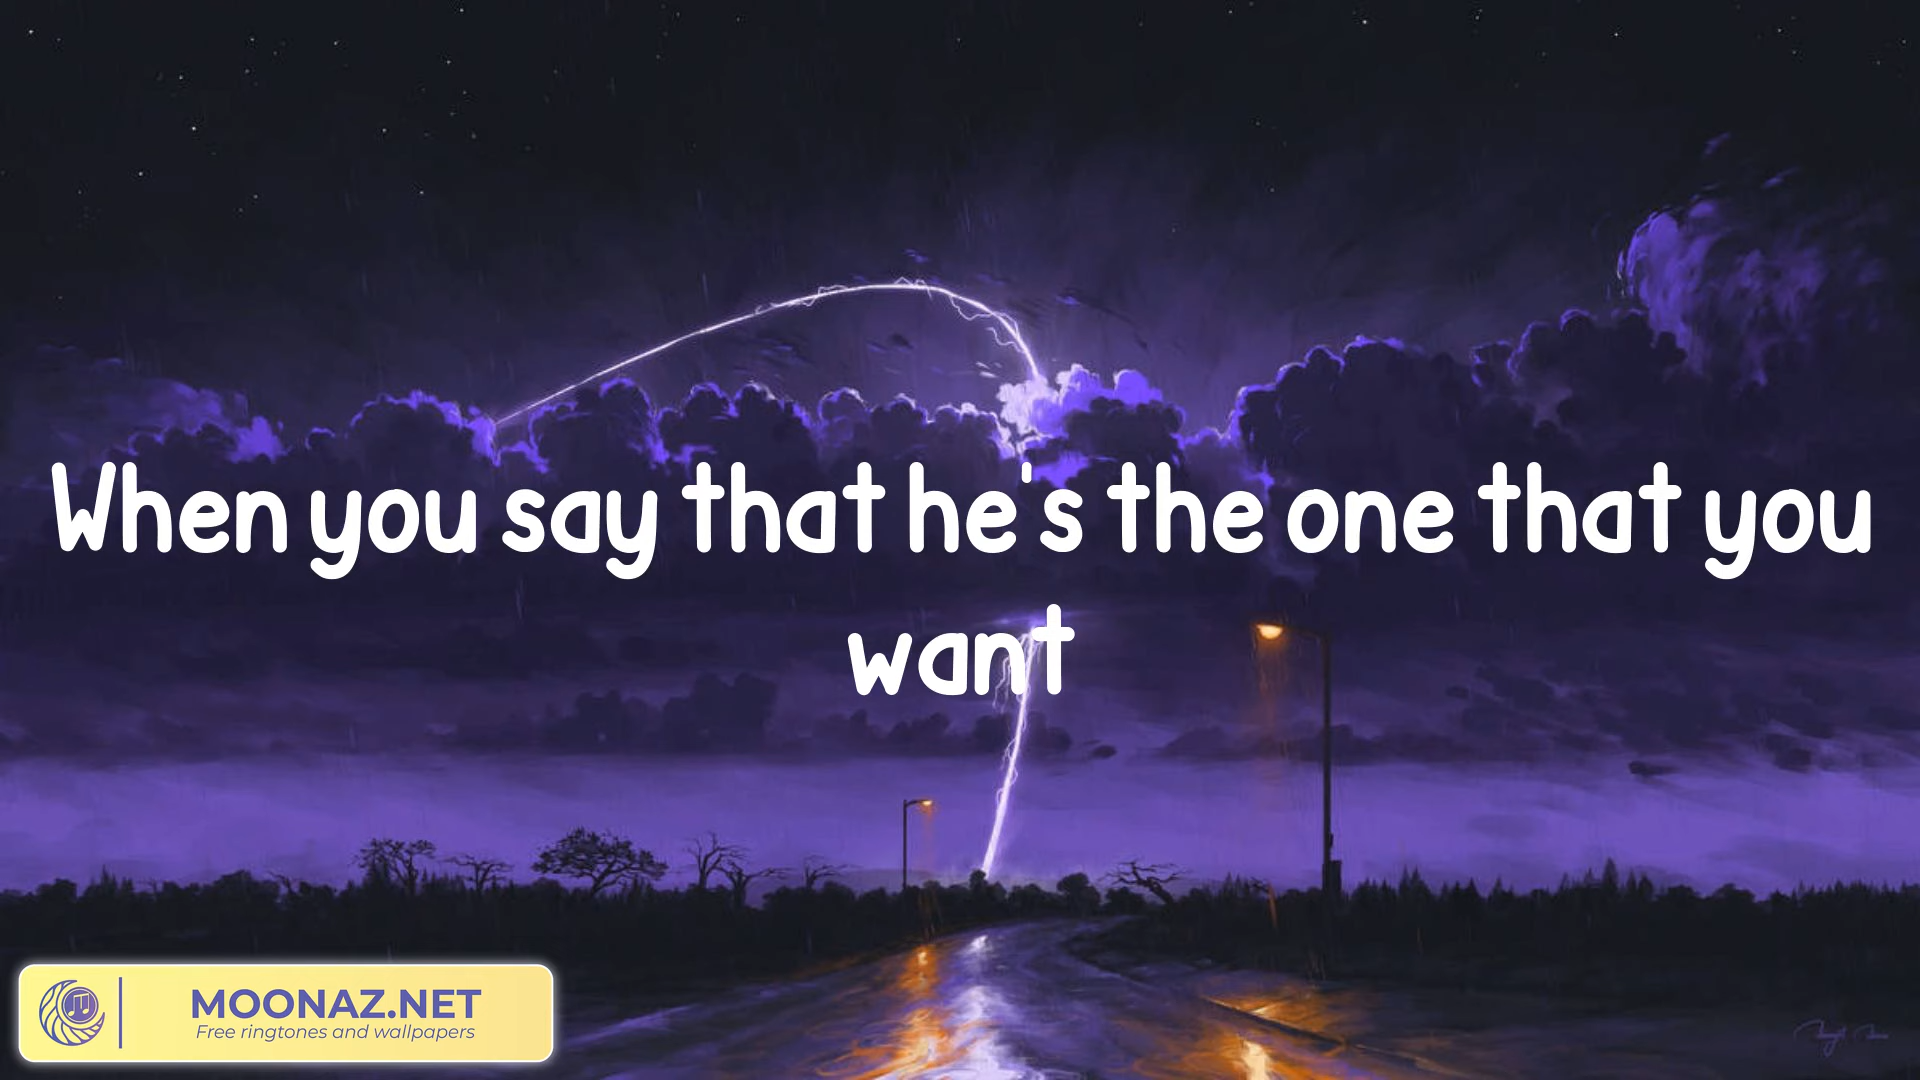 When you say that he's the one that you
want
MOONAZ.NET
Free ringtones and wallpapers